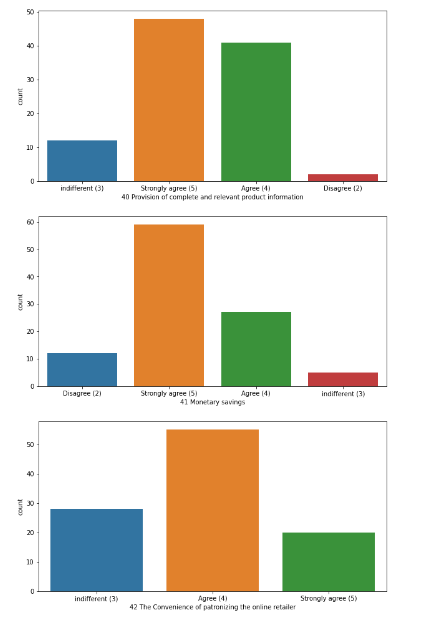 50
40
30
20
10
0
count
indifferent (3) Strongly agree (5) Agree (4) Disagree (2)
40 Provision of complete and relevant product information
60
50
40
30
20
10
0
count
Disagree (2) Strongly agree (5) Agree (4) indifferent (3)
41 Monetary savings
50
40
30
20
10
0
count
indifferent (3) Agree (4) Strongly agree (5)
42 The Convenience of patronizing the online retailer